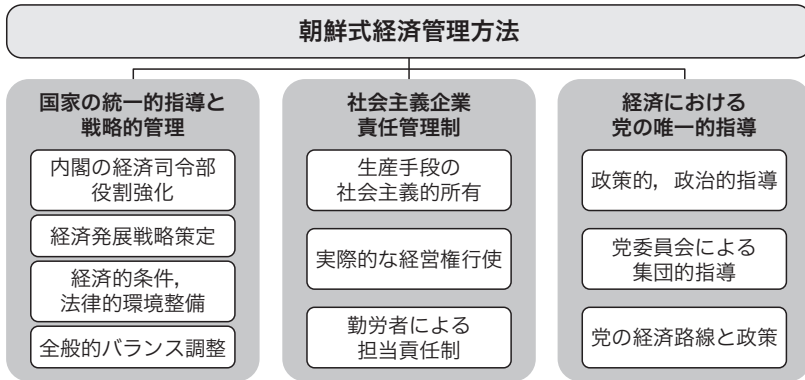 朝鮮式経済管理方法
国家の統一的指導と
戦略的管理
内閣の経済司令部
役割強化
経済発展戦略策定
経済的条件，
法律的環境整備
全般的バランス調整
社会主義企業
責任管理制
生産手段の
社会主義的所有
実際的な経営権行使
勤労者による
担当責任制
経済における
党の唯一的指導
政策的，政治的指導
党委員会による
集団的指導
党の経済路線と政策